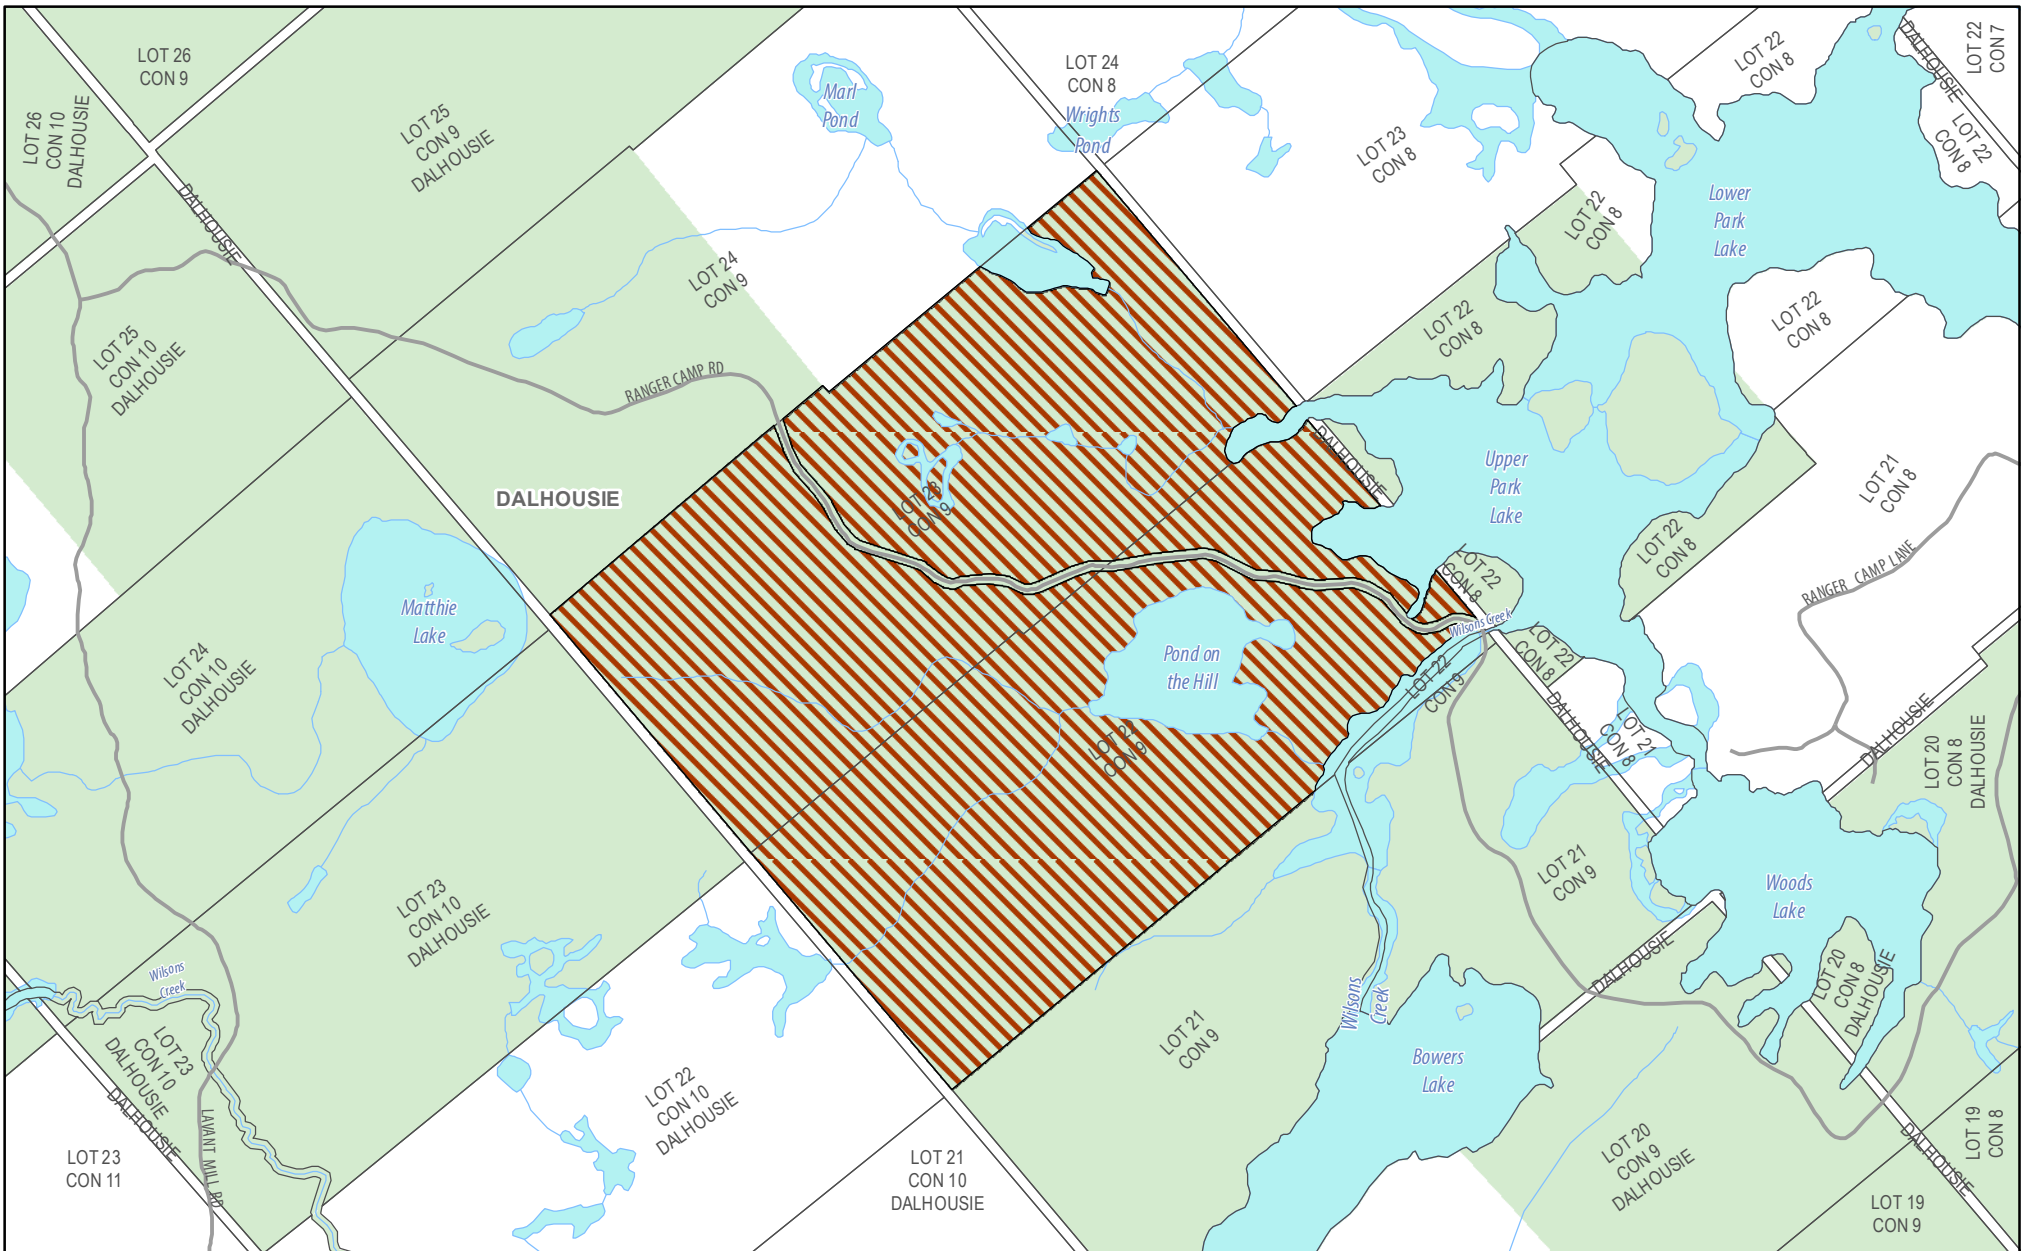 LOT 26
CON 9
LOT 26
CON 10
DALHOUSIE
LOT 25
CON 9
DALHOUSIE
Marl
Pond
LOT 24
CON 8
Wrights
Pond
LOT 23
CON 8
LOT 22
CON 8
DALHOUSIE
LOT 22
CON 7
LOT 22
CON 8
LOT 22
CON 8
Lower
Park
Lake
DALHOUSIE
LOT 24
CON 9
LOT 22
CON 8
LOT 22
CON 8
LOT 25
CON 10
DALHOUSIE
RANGER CAMP RD
DALHOUSIE
LOT 23
CON 9
DALHOUSIE
Upper
Park
Lake
LOT 21
CON 8
LOT 22
CON 8
LOT 22
CON 8
RANGER CAMP LANE
Matthie
Lake
Wilsons Creek
LOT 22
CON 8
Pond on
the Hill
LOT 22
CON 9
LOT 24
CON 10
DALHOUSIE
LOT 22
CON 9
DALHOUSIE
LOT 21
CON 8
DALHOUSIE
LOT 20
CON 8
DALHOUSIE
LOT 21
CON 9
Woods
Lake
LOT 23
CON 10
DALHOUSIE
Wilsons
Creek
DALHOUSIE
LOT 20
CON 8
DALHOUSIE
Wilsons
Creek
LOT 21
CON 9
Bowers
Lake
LOT 23
CON 10
DALHOUSIE
DALHOUSIE
LAVANT MILL RD
LOT 22
CON 10
DALHOUSIE
LOT 23
CON 11
LOT 21
CON 10
DALHOUSIE
LOT 20
CON 9
DALHOUSIE
DALHOUSIE
LOT 19
CON 8
LOT 19
CON 9